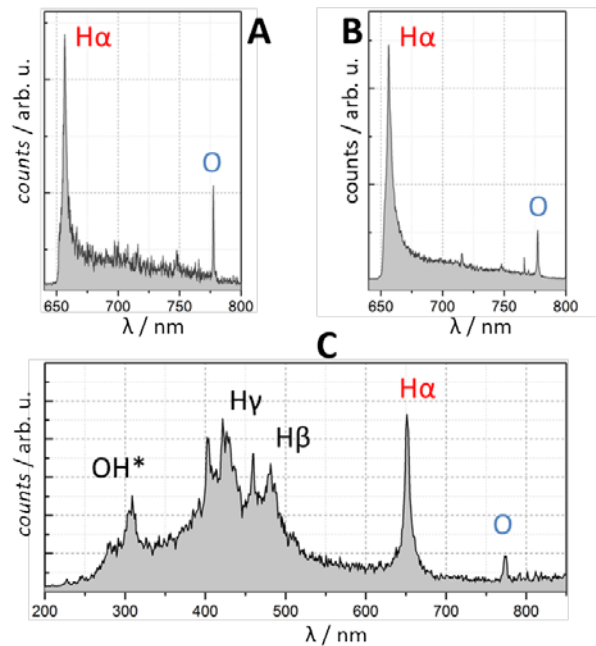 A
Hα
O
counts / arb. u.
650 700 750 800
λ / nm
B
Hα
O
counts / arb. u.
650 700 750 800
λ / nm
C
Hα
Hγ
Hβ
OH*
O
counts / arb. u.
200 300 400 500 600 700 800
λ / nm